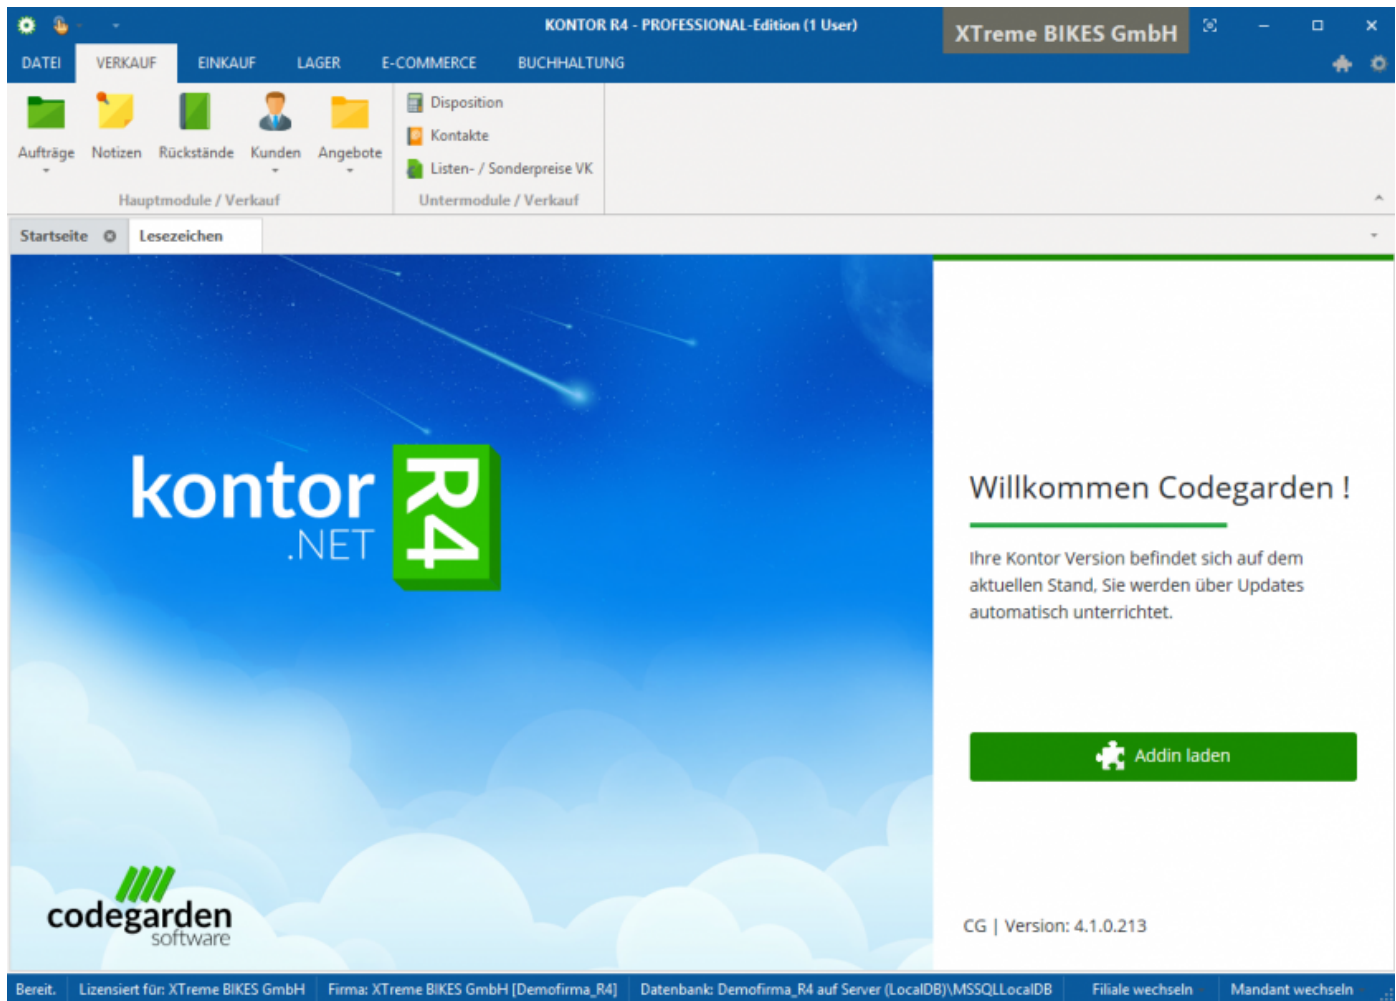 KONTOR R4 - PROFESSIONAL-Edition (1 User)
XTreme BIKES GmbH
DATEI VERKAUF EINKAUF LAGER E-COMMERCE BUCHHALTUNG
Aufträge Notizen Rückstände Kunden Angebote
Disposition
Kontakte
Listen- / Sonderpreise VK
Hauptmodule / Verkauf Untermodule / Verkauf
Startseite Lesezeichen
kontor
.NET
R4
codegarden
software
Willkommen Codegarden !
Ihre Kontor Version befindet sich auf dem
aktuellen Stand, Sie werden über Updates
automatisch unterrichtet.
Addin laden
CG | Version: 4.1.0.213
Bereit. Lizensiert für: XTreme BIKES GmbH Firma: XTreme BIKES GmbH [Demofirma_R4] Datenbank: Demofirma_R4 auf Server (LocalDB)\MSSQLLocalDB Filiale wechseln Mandant wechseln